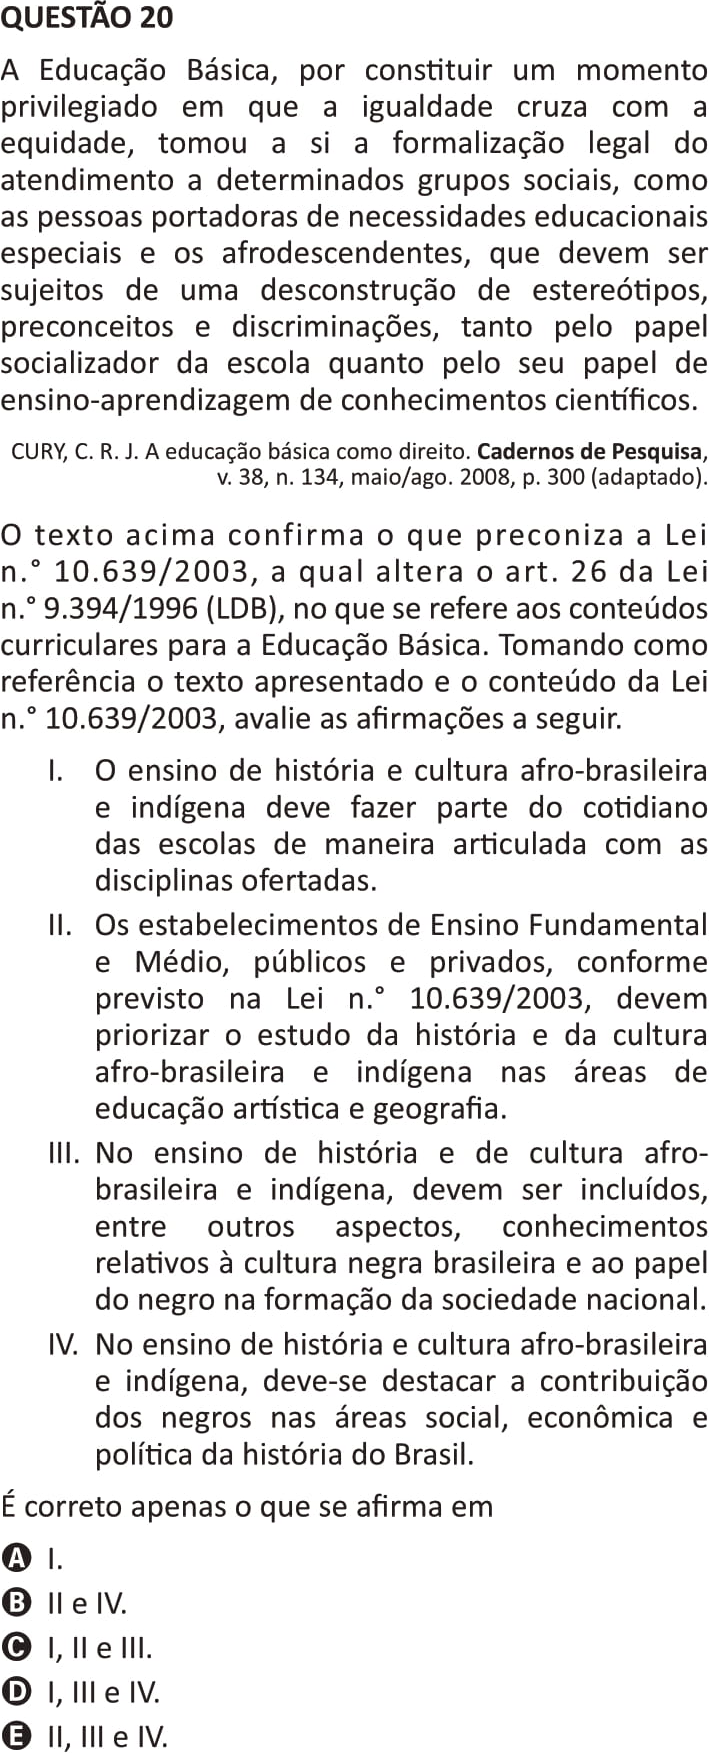 QUESTÃO 20
A Educação Básica, por constituir um momento
privilegiado em que a igualdade cruza com a
equidade, tomou a si a formalização legal do
atendimento a determinados grupos sociais, como
as pessoas portadoras de necessidades educacionais
especiais e os afrodescendentes, que devem ser
sujeitos de uma desconstrução de estereótipos,
preconceitos e discriminações, tanto pelo papel
socializador da escola quanto pelo seu papel de
ensino-aprendizagem de conhecimentos científicos.
CURY, C. R. J. A educação básica como direito. Cadernos de Pesquisa,
v. 38, n. 134, maio/ago. 2008, p. 300 (adaptado).
O texto acima confirma o que preconiza a Lei
n.° 10.639/2003, a qual altera o art. 26 da Lei
n.° 9.394/1996 (LDB), no que se refere aos conteúdos
curriculares para a Educação Básica. Tomando como
referência o texto apresentado e o conteúdo da Lei
n.° 10.639/2003, avalie as afirmações a seguir.
I. O ensino de história e cultura afro-brasileira
e indígena deve fazer parte do cotidiano
das escolas de maneira articulada com as
disciplinas ofertadas.
II. Os estabelecimentos de Ensino Fundamental
e Médio, públicos e privados, conforme
previsto na Lei n.° 10.639/2003, devem
priorizar o estudo da história e da cultura
afro-brasileira e indígena nas áreas de
educação artística e geografia.
III. No ensino de história e de cultura afro-
brasileira e indígena, devem ser incluídos,
entre outros aspectos, conhecimentos
relativos à cultura negra brasileira e ao papel
do negro na formação da sociedade nacional.
IV. No ensino de história e cultura afro-brasileira
e indígena, deve-se destacar a contribuição
dos negros nas áreas social, econômica e
política da história do Brasil.
É correto apenas o que se afirma em
A I.
B II e IV.
C I, II e III.
D I, III e IV.
E II, III e IV.